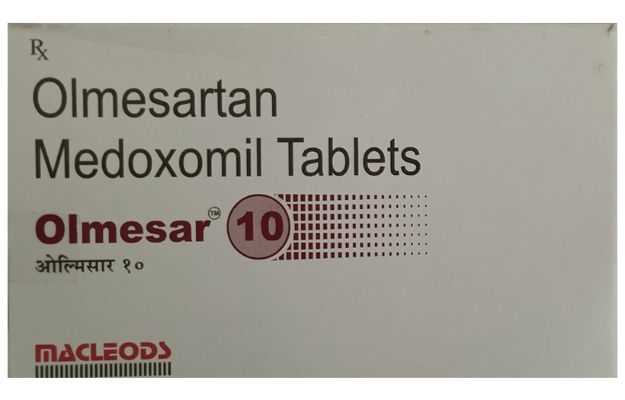 Rx
Olmesartan
Medoxomil Tablets
Olmesar™ 10
ओल्मिसार १०
MACLEODS